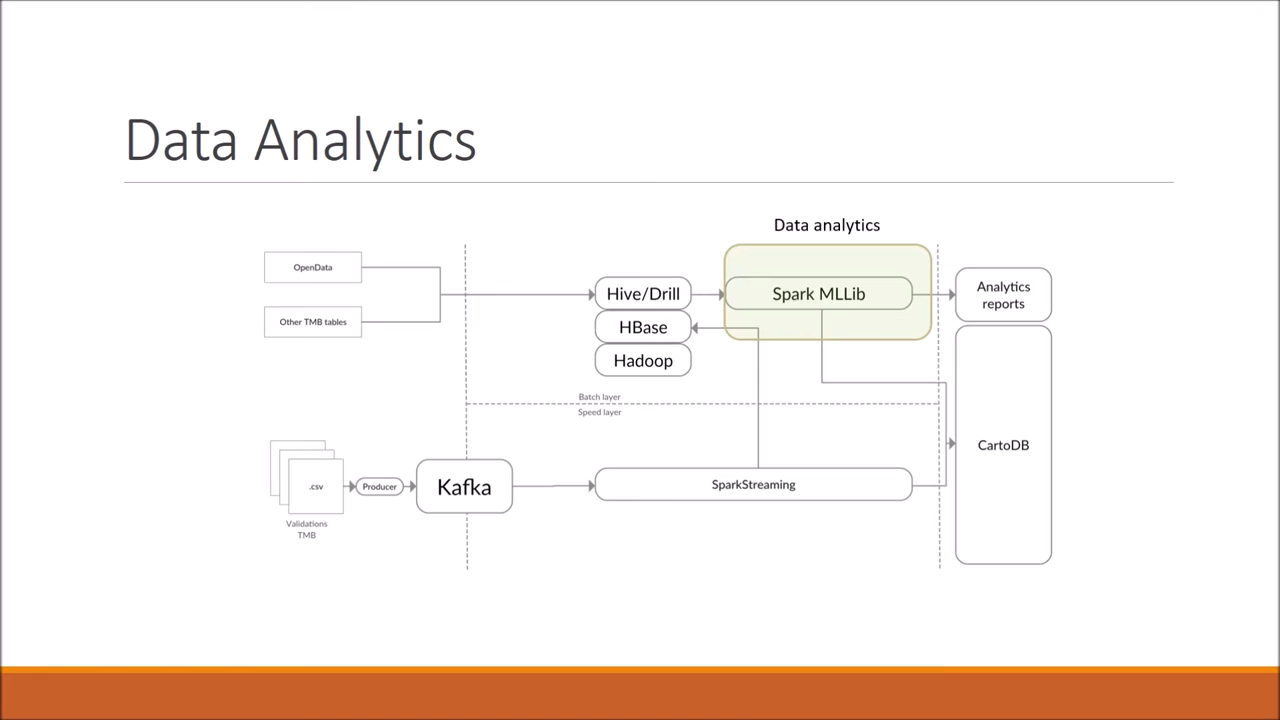 Data Analytics
Data analytics
OpenData
Other TMB tables
Hive/Drill
HBase
Hadoop
Spark MLLib
Analytics
reports
Batch layer
Speed layer
CartoDB
.csv
Producer
Kafka
SparkStreaming
Validations
TMB